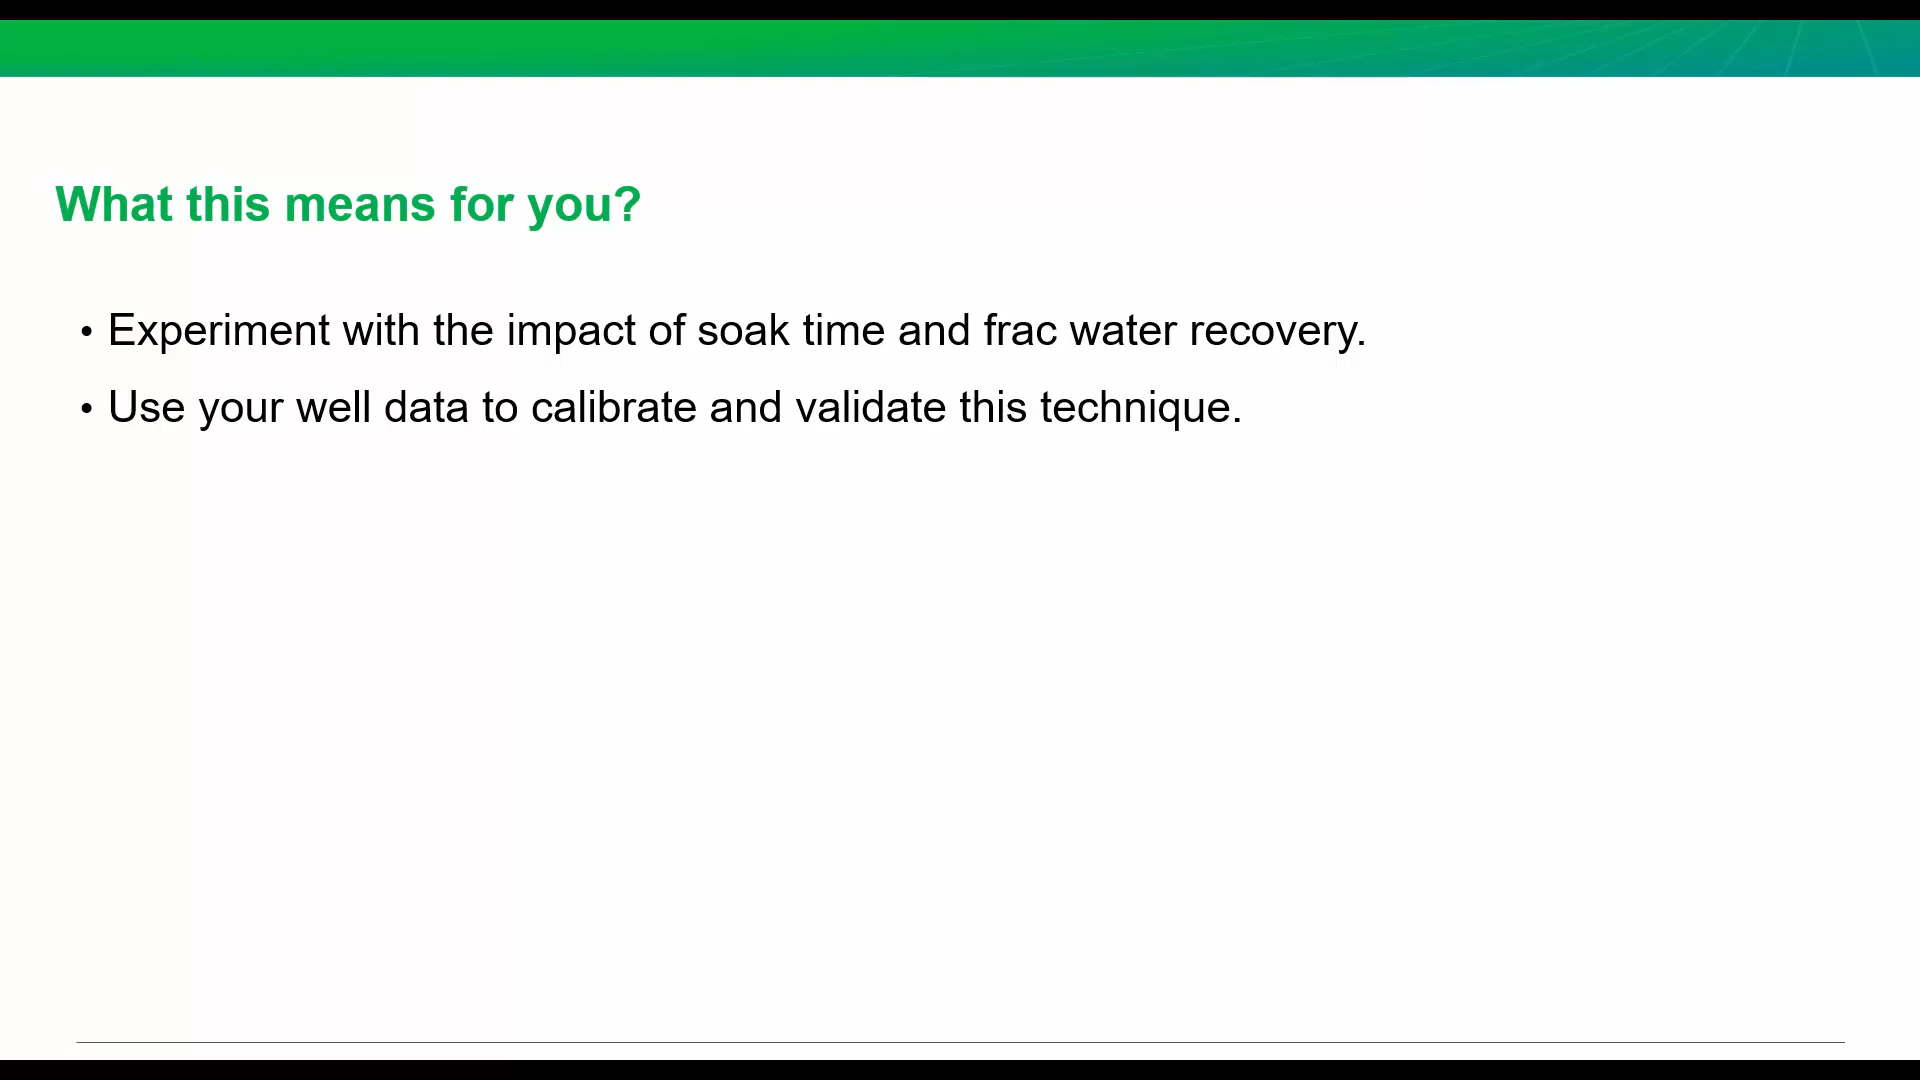 What this means for you?
• Experiment with the impact of soak time and frac water recovery.
• Use your well data to calibrate and validate this technique.